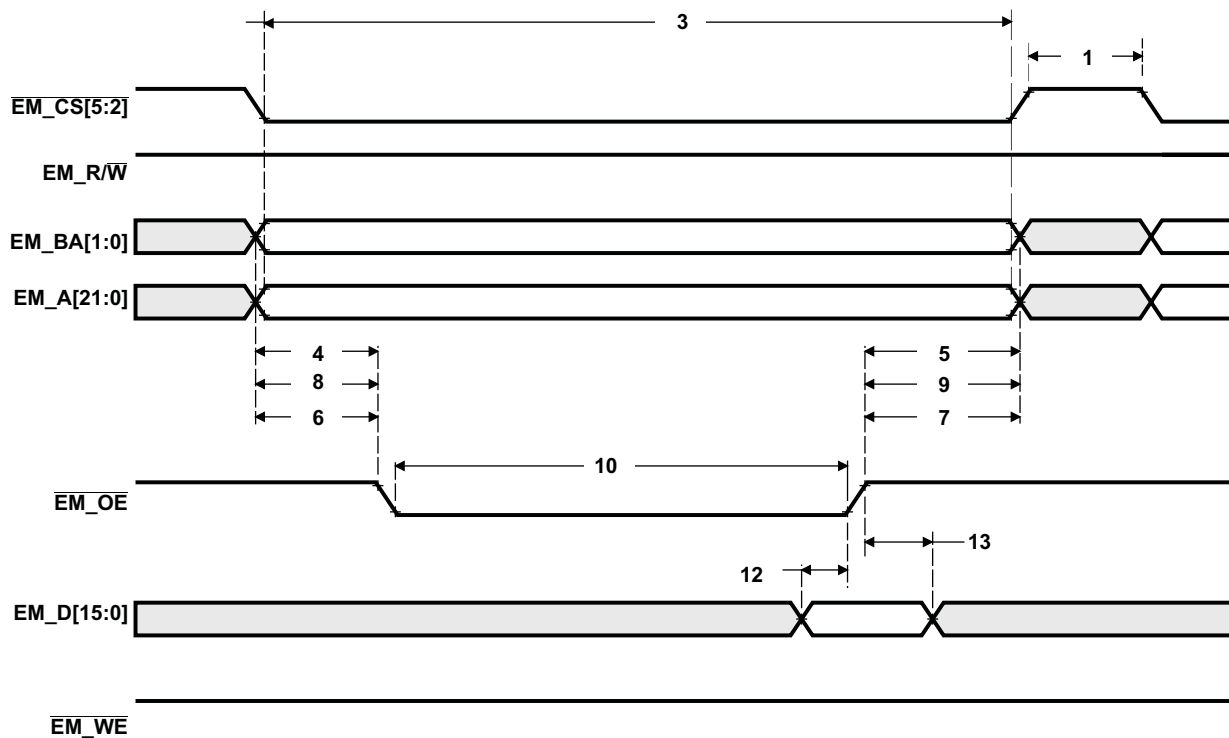 3
1
EM_CS[5:2]
EM_R/W
EM_BA[1:0]
EM_A[21:0]
4 5
8 9
6 7
10
EM_OE
13
12
EM_D[15:0]
EM_WE